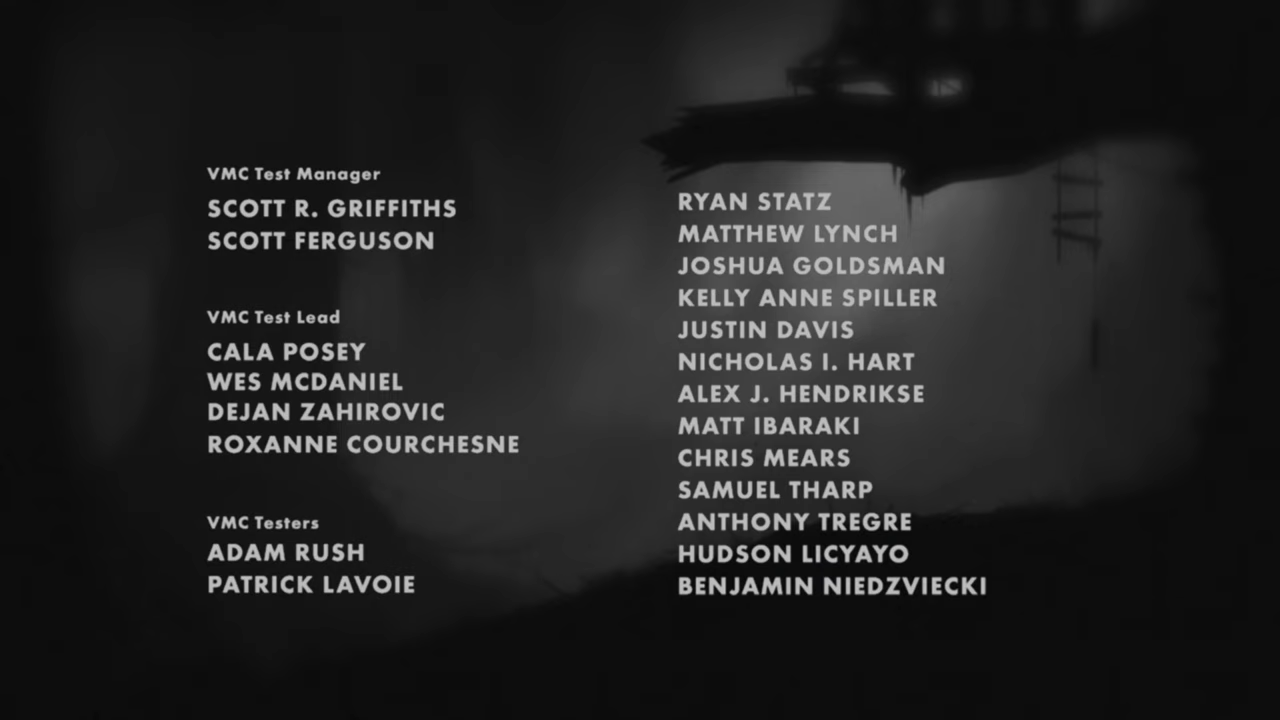 VMC Test Manager
SCOTT R. GRIFFITHS
SCOTT FERGUSON
VMC Test Lead
CALA POSEY
WES MCDANIEL
DEJAN ZAHIROVIC
ROXANNE COURCHESNE
VMC Testers
ADAM RUSH
PATRICK LAVOIE
RYAN STATZ
MATTHEW LYNCH
JOSHUA GOLDSMAN
KELLY ANNE SPILLER
JUSTIN DAVIS
NICHOLAS I. HART
ALEX J. HENDRIKSE
MATT IBARAKI
CHRIS MEARS
SAMUEL THARP
ANTHONY TREGRE
HUDSON LICYAYO
BENJAMIN NIEDZVIECKI